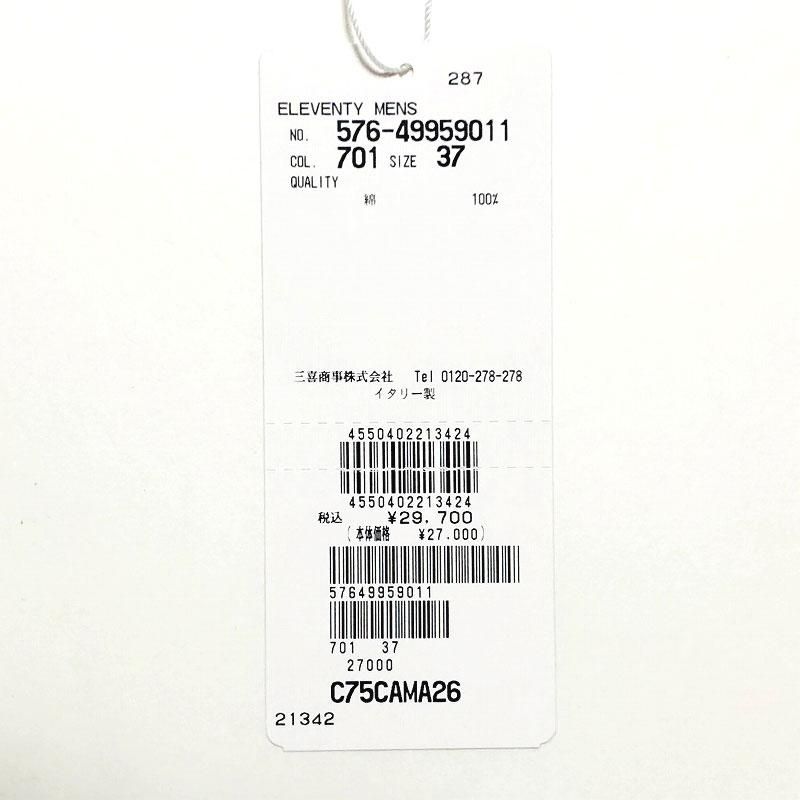 287
ELEVENTY MENS
NO. 576-49959011
COL. 701 SIZE 37
QUALITY
綿 100%
三喜商事株式会社 Tel 0120-278-278
イタリー製
4550402213424
4550402213424
税込 ¥29.700
(本体価格 ¥27.000)
57649959011
701 37
27000
C75CAMA26
21342